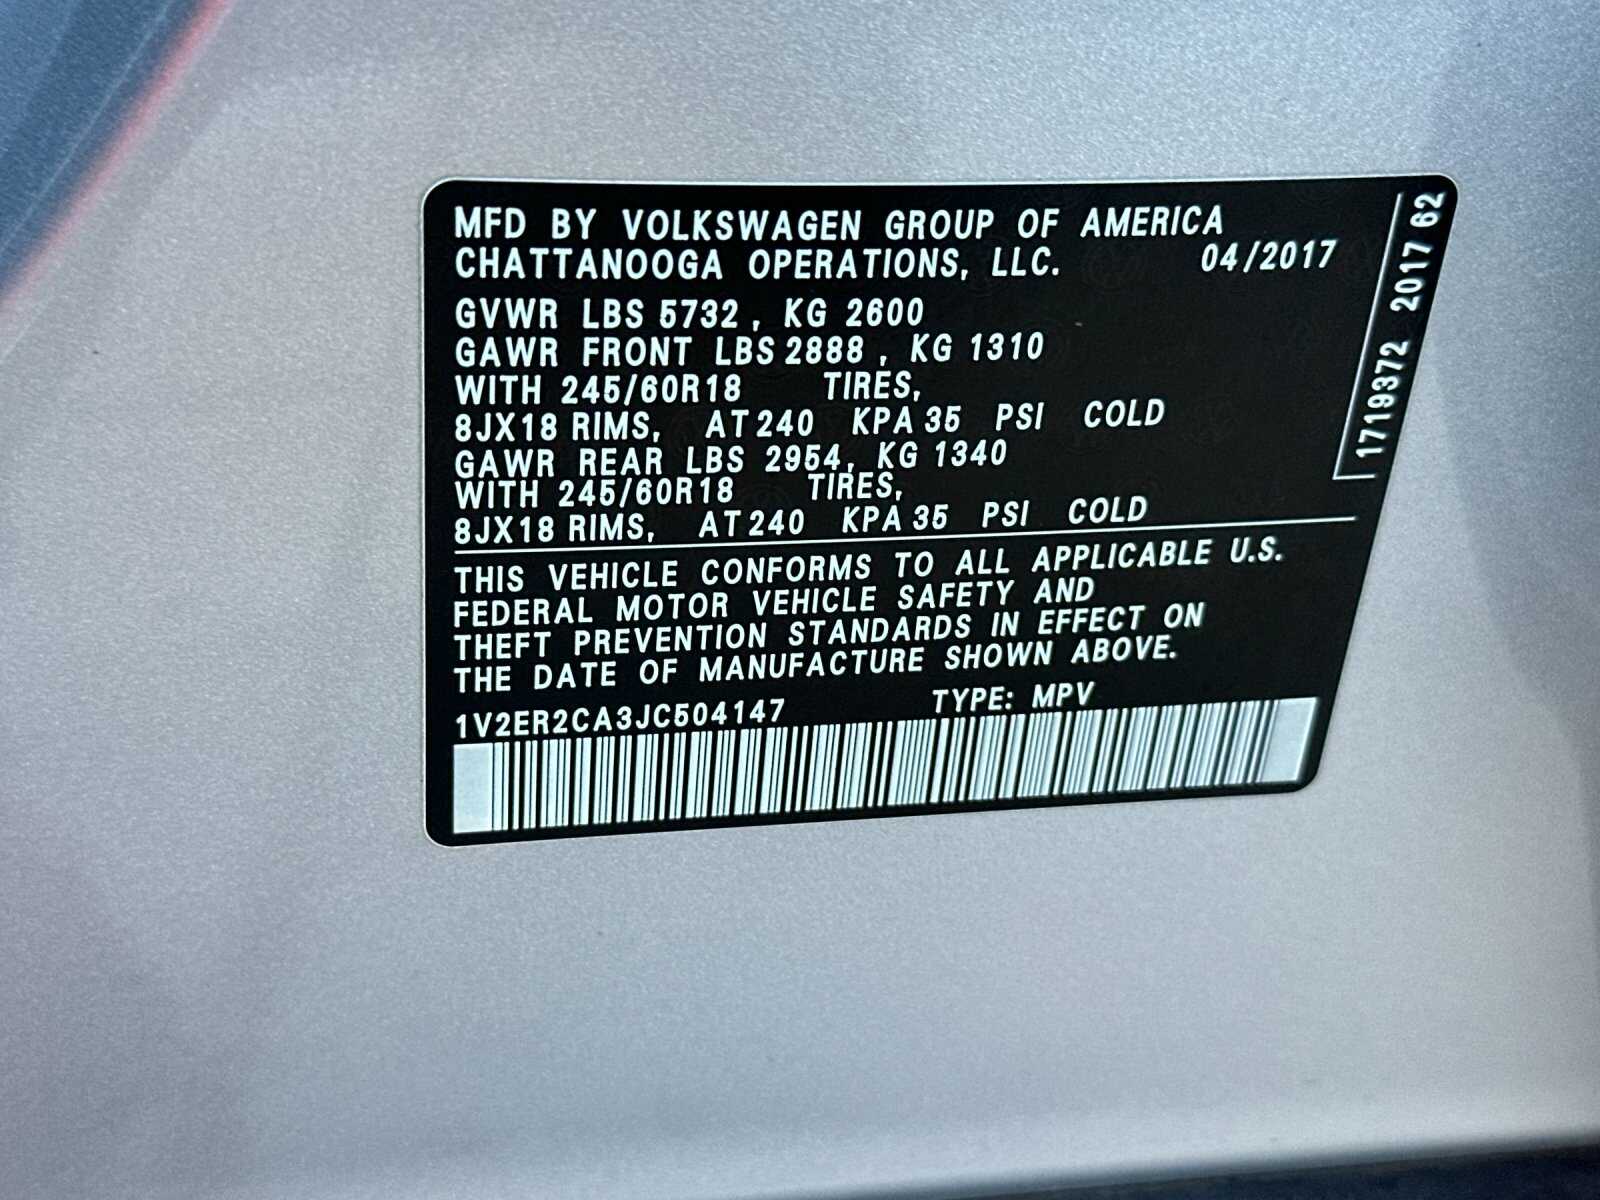 MFD BY VOLKSWAGEN GROUP OF AMERICA
CHATTANOOGA OPERATIONS, LLC. 04/2017
GVWR LBS 5732 , KG 2600
GAWR FRONT LBS 2888 , KG 1310
WITH 245/60R18 TIRES,
8JX18 RIMS, AT 240 KPA 35 PSI COLD
GAWR REAR LBS 2954, KG 1340
WITH 245/60R18 TIRES,
8JX18 RIMS, AT 240 KPA 35 PSI COLD
THIS VEHICLE CONFORMS TO ALL APPLICABLE U.S.
FEDERAL MOTOR VEHICLE SAFETY AND
THEFT PREVENTION STANDARDS IN EFFECT ON
THE DATE OF MANUFACTURE SHOWN ABOVE.
1V2ER2CA3JC504147 TYPE: MPV
1719372 2017 62